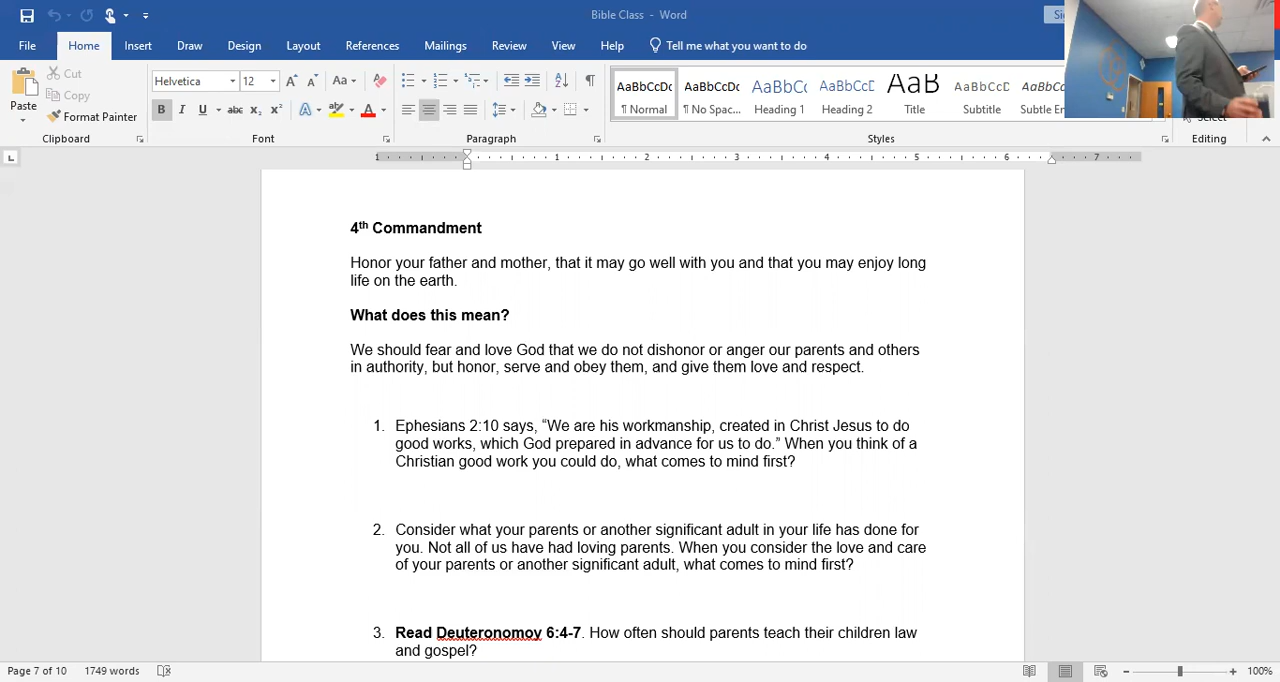 Bible Class - Word
File Home Insert Draw Design Layout References Mailings Review View Help Tell me what you want to do
Paste
Cut
Copy
Format Painter
Clipboard
Helvetica 12
Font
Paragraph
AaBbCcDc AaBbCcDc AaBbCc AaBbCcD AaB AaBbCcD
¶ Normal ¶ No Spac... Heading 1 Heading 2 Title Subtitle Subtle Em
Styles
Select
Editing
1 1 2 3 4 5 6 7
4th Commandment
Honor your father and mother, that it may go well with you and that you may enjoy long
life on the earth.
What does this mean?
We should fear and love God that we do not dishonor or anger our parents and others
in authority, but honor, serve and obey them, and give them love and respect.
1. Ephesians 2:10 says, “We are his workmanship, created in Christ Jesus to do
good works, which God prepared in advance for us to do.” When you think of a
Christian good work you could do, what comes to mind first?
2. Consider what your parents or another significant adult in your life has done for
you. Not all of us have had loving parents. When you consider the love and care
of your parents or another significant adult, what comes to mind first?
3. Read Deuteronomoy 6:4-7. How often should parents teach their children law
and gospel?
Page 7 of 10 1749 words 100%